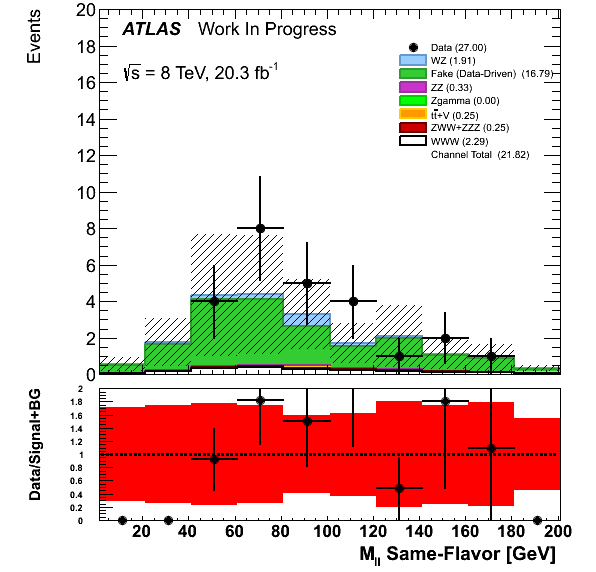 Events
ATLAS Work In Progress
√s = 8 TeV, 20.3 fb⁻¹
Data (27.00)
WZ (1.91)
Fake (Data-Driven) (16.79)
ZZ (0.33)
Zgamma (0.00)
tt̄+V (0.25)
ZWW+ZZZ (0.25)
WWW (2.29)
Channel Total (21.82)
20
18
16
14
12
10
8
6
4
2
0
Data/Signal+BG
2
1.8
1.6
1.4
1.2
1
0.8
0.6
0.4
0.2
0
20 40 60 80 100 120 140 160 180 200
M_ll Same-Flavor [GeV]